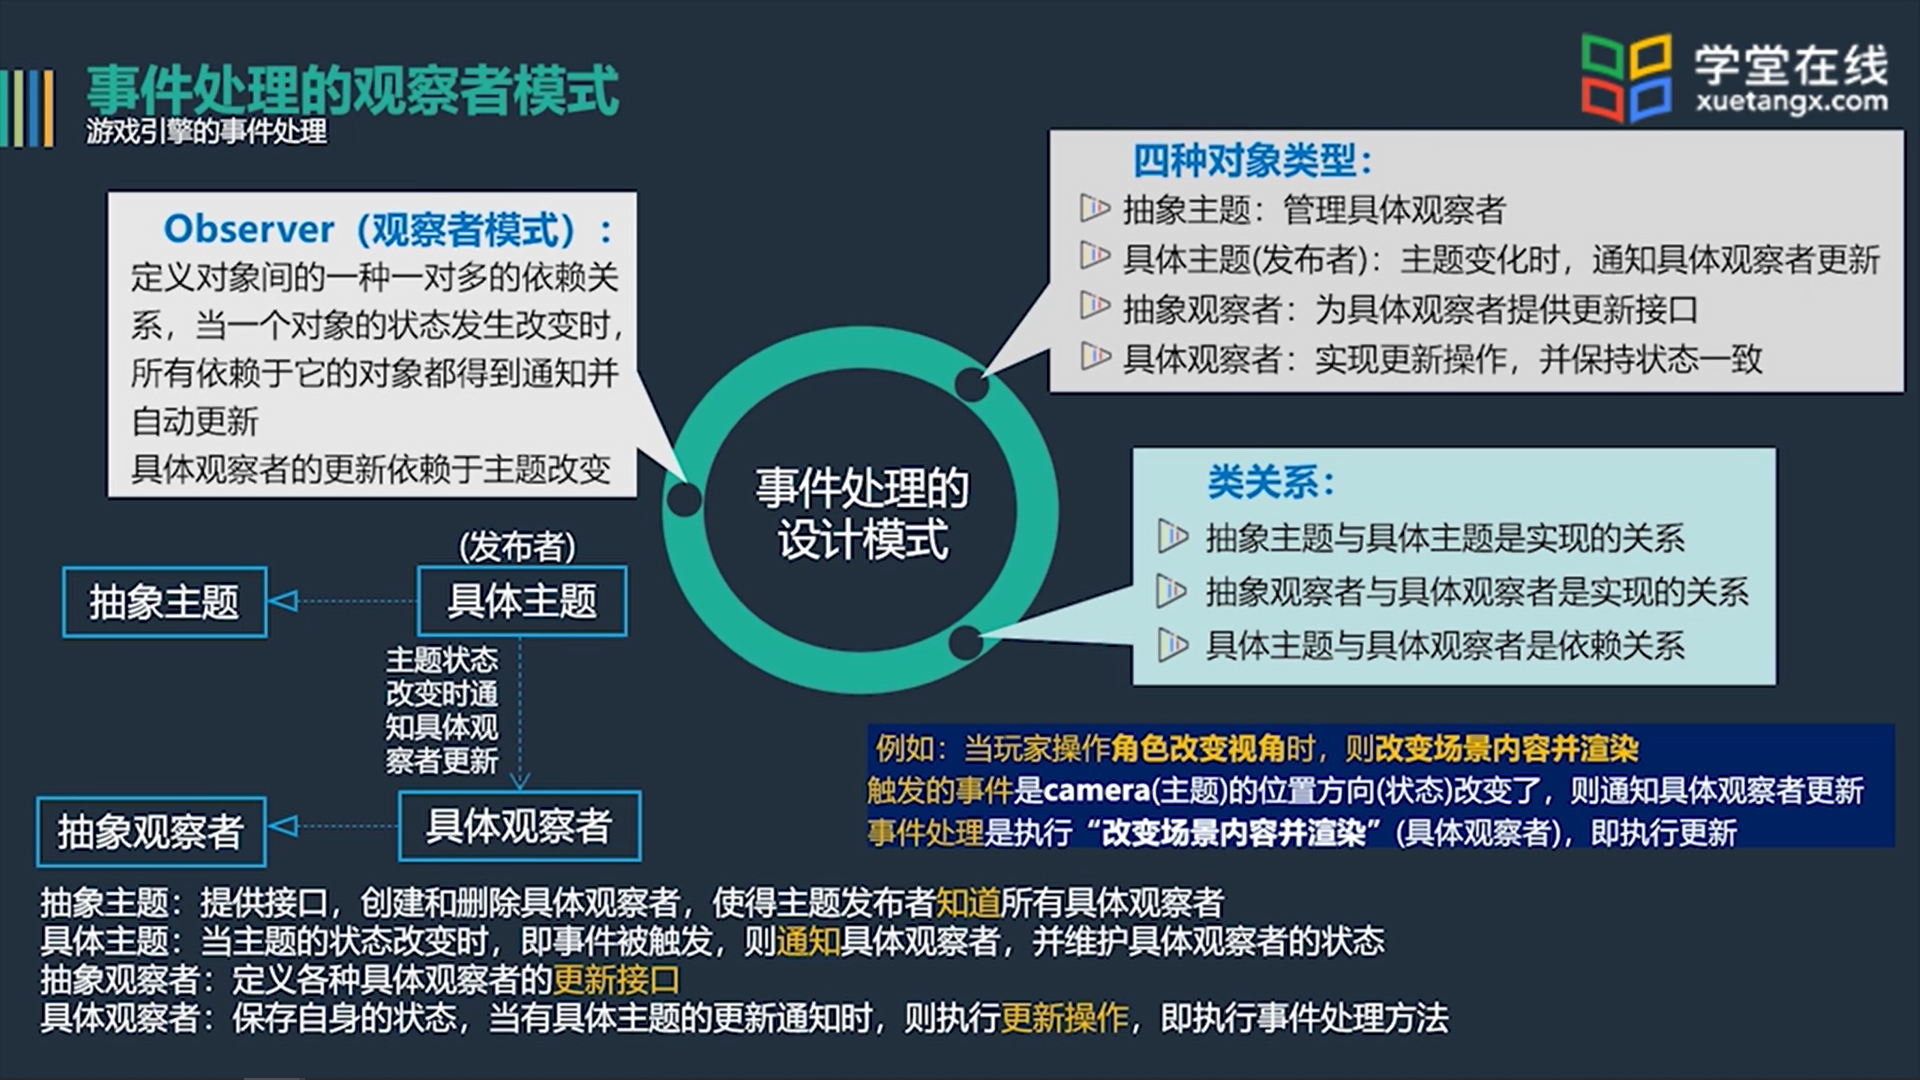 事件处理的观察者模式
游戏引擎的事件处理
学堂在线
xuetangx.com
Observer（观察者模式）：
定义对象间的一种一对多的依赖关
系，当一个对象的状态发生改变时，
所有依赖于它的对象都得到通知并
自动更新
具体观察者的更新依赖于主题改变
四种对象类型：
抽象主题：管理具体观察者
具体主题(发布者)：主题变化时，通知具体观察者更新
抽象观察者：为具体观察者提供更新接口
具体观察者：实现更新操作，并保持状态一致
事件处理的
设计模式
类关系：
抽象主题与具体主题是实现的关系
抽象观察者与具体观察者是实现的关系
具体主题与具体观察者是依赖关系
(发布者)
抽象主题
具体主题
主题状态
改变时通
知具体观
察者更新
抽象观察者
具体观察者
例如：当玩家操作角色改变视角时，则改变场景内容并渲染
触发的事件是camera(主题)的位置方向(状态)改变了，则通知具体观察者更新
事件处理是执行“改变场景内容并渲染”(具体观察者)，即执行更新
抽象主题：提供接口，创建和删除具体观察者，使得主题发布者知道所有具体观察者
具体主题：当主题的状态改变时，即事件被触发，则通知具体观察者，并维护具体观察者的状态
抽象观察者：定义各种具体观察者的更新接口
具体观察者：保存自身的状态，当有具体主题的更新通知时，则执行更新操作，即执行事件处理方法